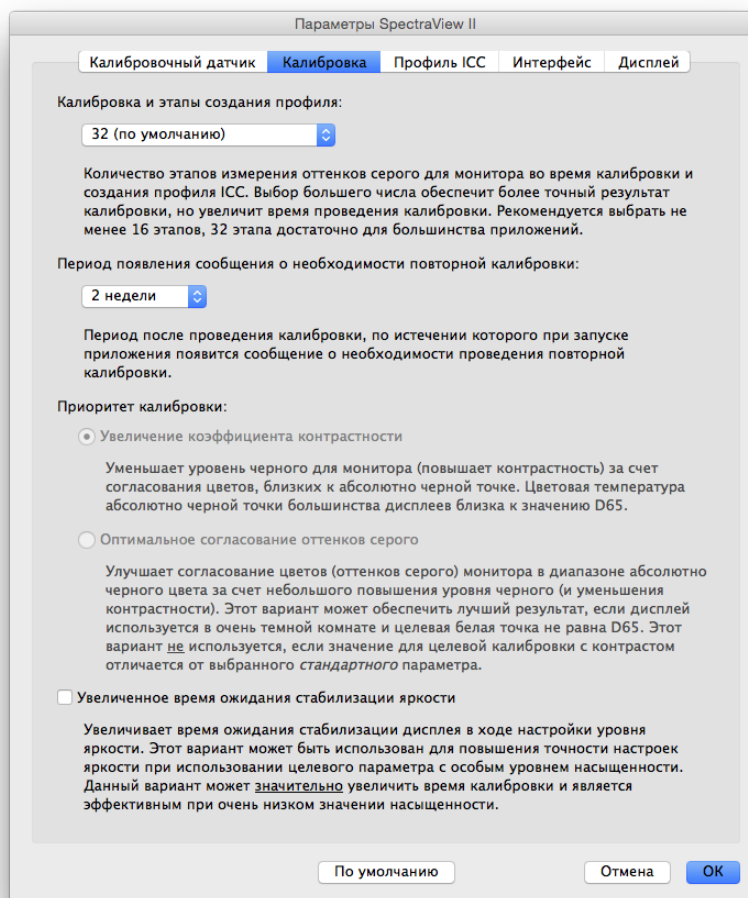 Параметры SpectraView II
Калибровочный датчик Калибровка Профиль ICC Интерфейс Дисплей
Калибровка и этапы создания профиля:
32 (по умолчанию)
Количество этапов измерения оттенков серого для монитора во время калибровки и
создания профиля ICC. Выбор большего числа обеспечит более точный результат
калибровки, но увеличит время проведения калибровки. Рекомендуется выбрать не
менее 16 этапов, 32 этапа достаточно для большинства приложений.
Период появления сообщения о необходимости повторной калибровки:
2 недели
Период после проведения калибровки, по истечении которого при запуске
приложения появится сообщение о необходимости проведения повторной
калибровки.
Приоритет калибровки:
Увеличение коэффициента контрастности
Уменьшает уровень черного для монитора (повышает контрастность) за счет
согласования цветов, близких к абсолютно черной точке. Цветовая температура
абсолютно черной точки большинства дисплеев близка к значению D65.
Оптимальное согласование оттенков серого
Улучшает согласование цветов (оттенков серого) монитора в диапазоне абсолютно
черного цвета за счет небольшого повышения уровня черного (и уменьшения
контрастности). Этот вариант может обеспечить лучший результат, если дисплей
используется в очень темной комнате и целевая белая точка не равна D65. Этот
вариант не используется, если значение для целевой калибровки с контрастом
отличается от выбранного стандартного параметра.
Увеличенное время ожидания стабилизации яркости
Увеличивает время ожидания стабилизации дисплея в ходе настройки уровня
яркости. Этот вариант может быть использован для повышения точности настроек
яркости при использовании целевого параметра с особым уровнем насыщенности.
Данный вариант может значительно увеличить время калибровки и является
эффективным при очень низком значении насыщенности.
По умолчанию Отмена OK